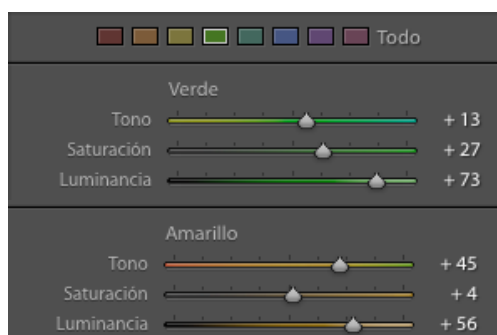 Todo
Verde
Tono + 13
Saturación + 27
Luminancia + 73
Amarillo
Tono + 45
Saturación + 4
Luminancia + 56